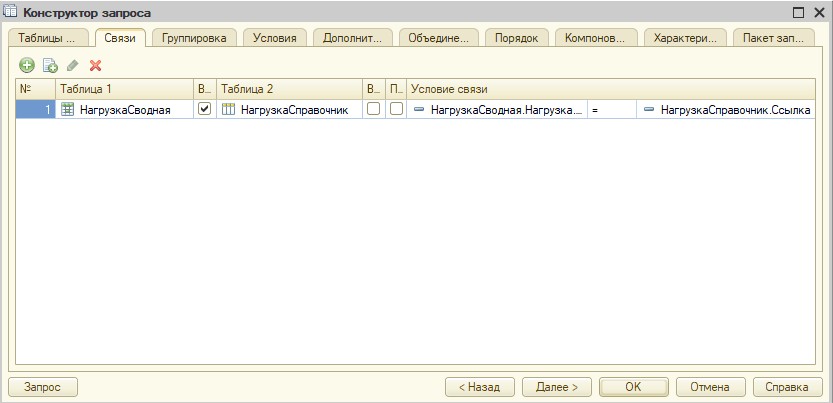 Конструктор запроса
Таблицы ... Связи Группировка Условия Дополнит... Объедине... Порядок Компонов... Характери... Пакет зап...
№ Таблица 1 В... Таблица 2 В... П... Условие связи
1 НагрузкаСводная НагрузкаСправочник НагрузкаСводная.Нагрузка.... = НагрузкаСправочник.Ссылка
Запрос < Назад Далее > OK Отмена Справка